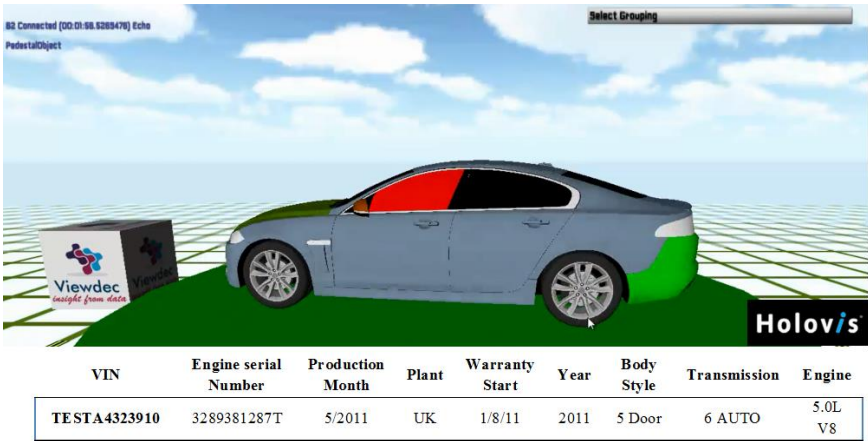 B2 Connected (00:01:58.5289476) Echo
Select Grouping
PedestalObject
Viewdec
insight from data
Viewdec
Holovis
VIN Engine serial Number Production Month Plant Warranty Start Year Body Style Transmission Engine
TESTA4323910 3289381287T 5/2011 UK 1/8/11 2011 5 Door 6 AUTO 5.0L V8